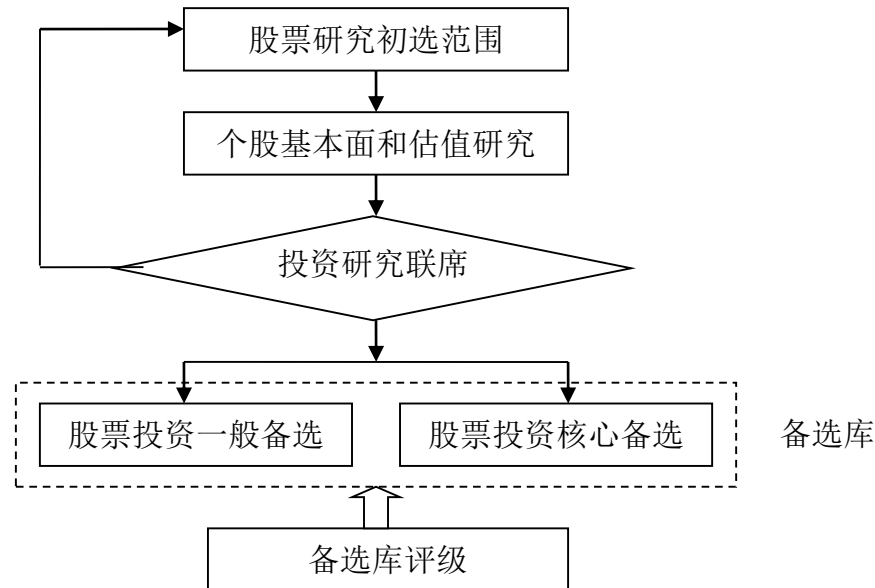 股票研究初选范围
个股基本面和估值研究
投资研究联席
股票投资一般备选
股票投资核心备选
备选库
备选库评级